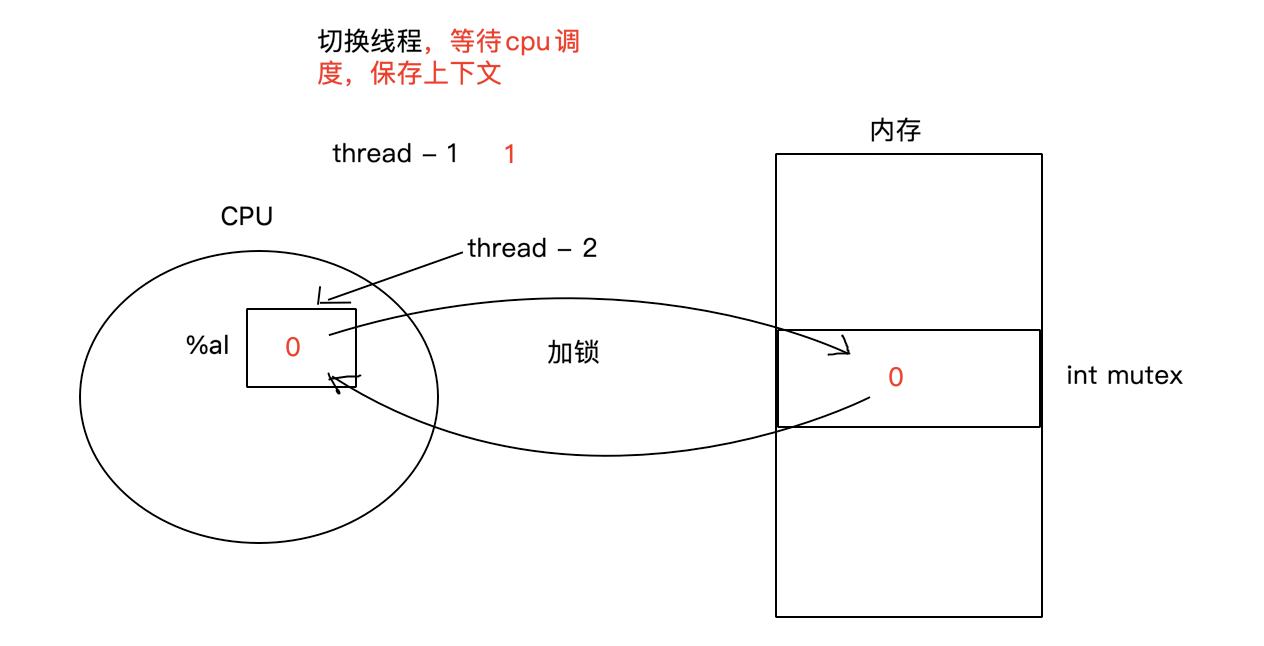 切换线程，等待cpu调
度，保存上下文
内存
thread - 1 1
CPU
thread - 2
%al 0
加锁
0
int mutex